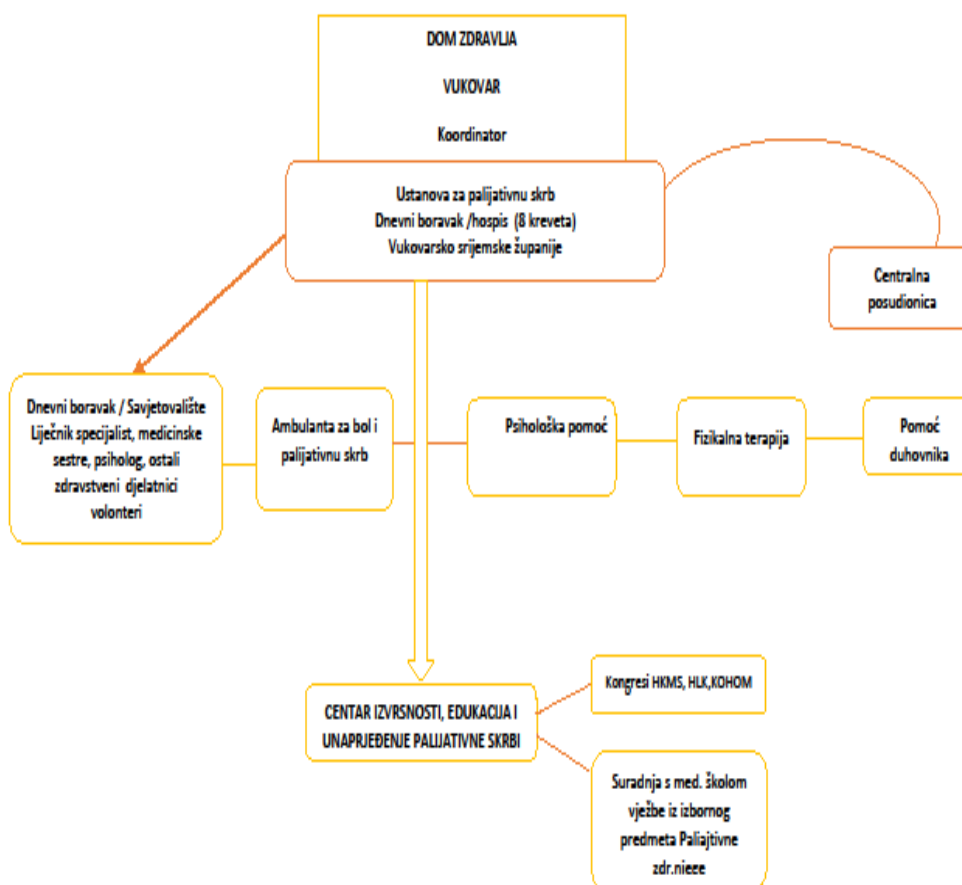 DOM ZDRAVLJA
VUKOVAR
Koordinator
Ustanova za palijativnu skrb
Dnevni boravak /hospis (8 kreveta)
Vukovarsko srijemske županije
Centralna
posudionica
Dnevni boravak / Savjetovalište
Liječnik specijalist, medicinske
sestre, psiholog, ostali
zdravstveni djelatnici
volonteri
Ambulanta za bol i
palijativnu skrb
Psihološka pomoć
Fizikalna terapija
Pomoć
duhovnika
CENTAR IZVRSNOSTI, EDUKACIJA I
UNAPRJEĐENJE PALIJATIVNE SKRBI
Kongresi HKMS, HLK,KOHOM
Suradnja s med. školom
vježbe iz izbornog
predmeta Paliajtivne